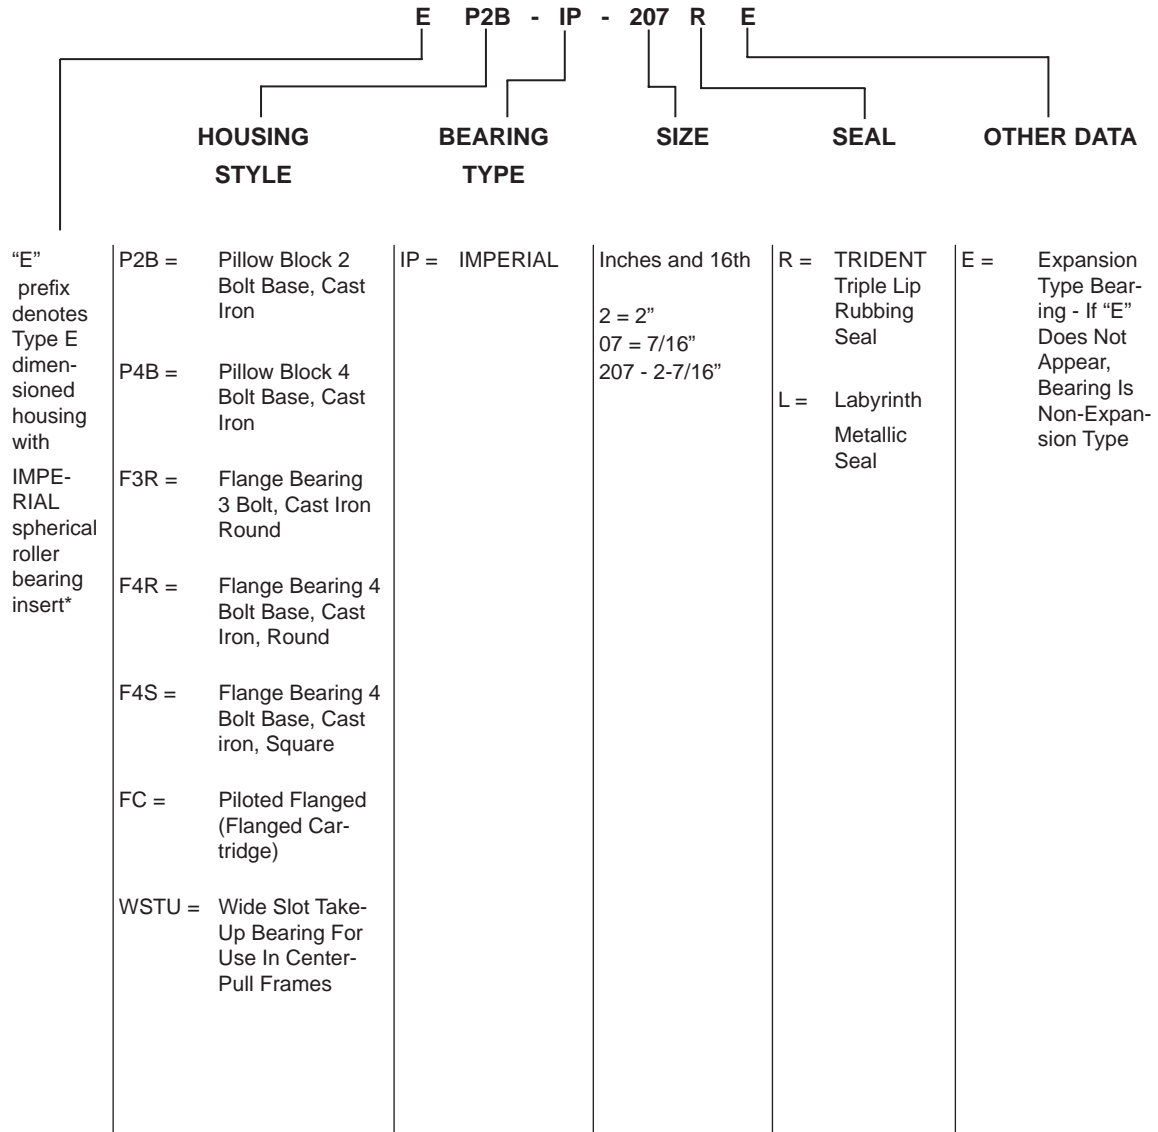 E P2B - IP - 207 R E
HOUSING
STYLE
BEARING
TYPE
SIZE
SEAL
OTHER DATA
“E”
prefix
denotes
Type E
dimen-
sioned
housing
with
IMPE-
RIAL
spherical
roller
bearing
insert*
P2B = Pillow Block 2
Bolt Base, Cast
Iron
P4B = Pillow Block 4
Bolt Base, Cast
Iron
F3R = Flange Bearing
3 Bolt, Cast Iron
Round
F4R = Flange Bearing 4
Bolt Base, Cast
Iron, Round
F4S = Flange Bearing 4
Bolt Base, Cast
iron, Square
FC = Piloted Flanged
(Flanged Car-
tridge)
WSTU = Wide Slot Take-
Up Bearing For
Use In Center-
Pull Frames
IP = IMPERIAL
Inches and 16th
2 = 2”
07 = 7/16”
207 - 2-7/16”
R = TRIDENT
Triple Lip
Rubbing
Seal
L = Labyrinth
Metallic
Seal
E = Expansion
Type Bear-
ing - If “E”
Does Not
Appear,
Bearing Is
Non-Expan-
sion Type